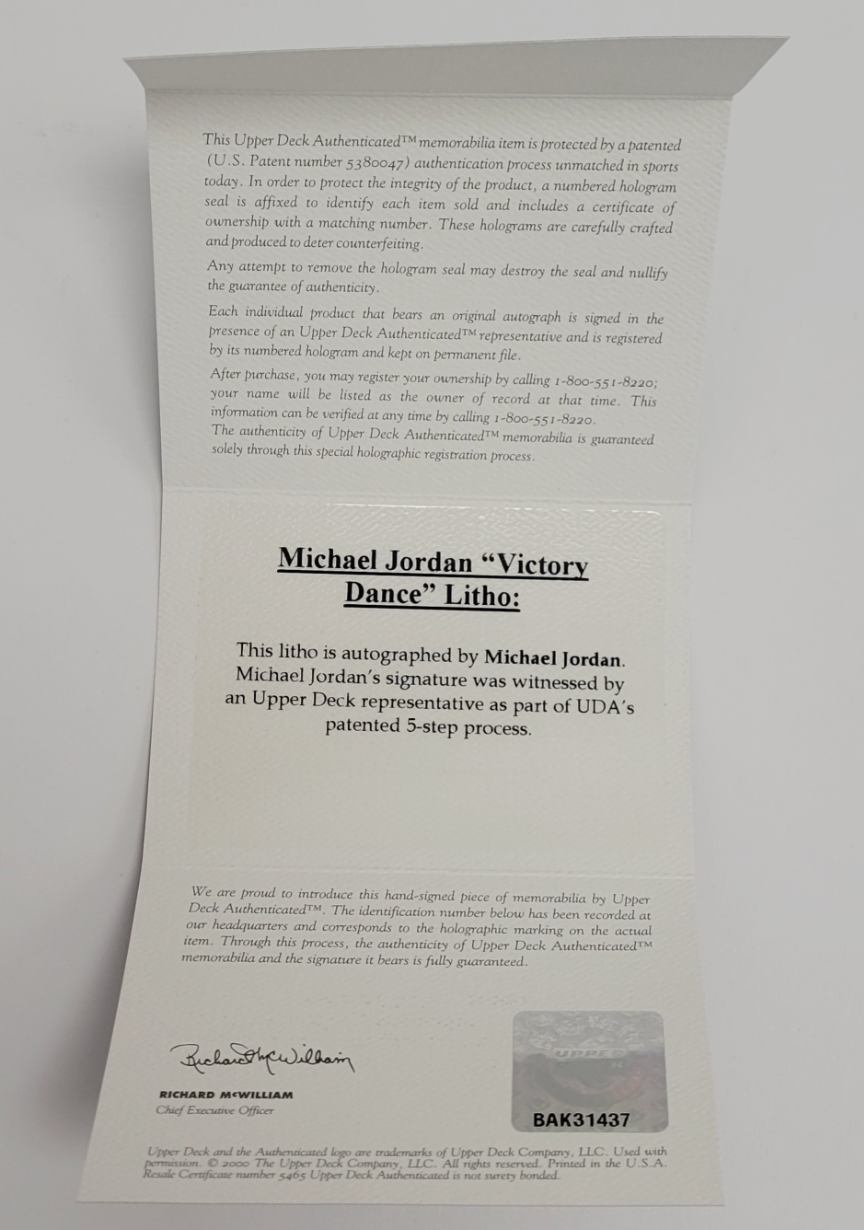 This Upper Deck Authenticated™ memorabilia item is protected by a patented
(U.S. Patent number 5380047) authentication process unmatched in sports
today. In order to protect the integrity of the product, a numbered hologram
seal is affixed to identify each item sold and includes a certificate of
ownership with a matching number. These holograms are carefully crafted
and produced to deter counterfeiting.
Any attempt to remove the hologram seal may destroy the seal and nullify
the guarantee of authenticity.
Each individual product that bears an original autograph is signed in the
presence of an Upper Deck Authenticated™ representative and is registered
by its numbered hologram and kept on permanent file.
After purchase, you may register your ownership by calling 1-800-551-8220;
your name will be listed as the owner of record at that time. This
information can be verified at any time by calling 1-800-551-8220.
The authenticity of Upper Deck Authenticated™ memorabilia is guaranteed
solely through this special holographic registration process.
Michael Jordan “Victory
Dance” Litho:
This litho is autographed by Michael Jordan.
Michael Jordan’s signature was witnessed by
an Upper Deck representative as part of UDA’s
patented 5-step process.
We are proud to introduce this hand-signed piece of memorabilia by Upper
Deck Authenticated™. The identification number below has been recorded at
our headquarters and corresponds to the holographic marking on the actual
item. Through this process, the authenticity of Upper Deck Authenticated™
memorabilia and the signature it bears is fully guaranteed.
Richard McWilliam
RICHARD McWILLIAM
Chief Executive Officer
UPPER
BAK31437
Upper Deck and the Authenticated logo are trademarks of Upper Deck Company, LLC. Used with
permission. © 2000 The Upper Deck Company, LLC. All rights reserved. Printed in the U.S.A.
Resale Certificate number 5465 Upper Deck Authenticated is not surety bonded.